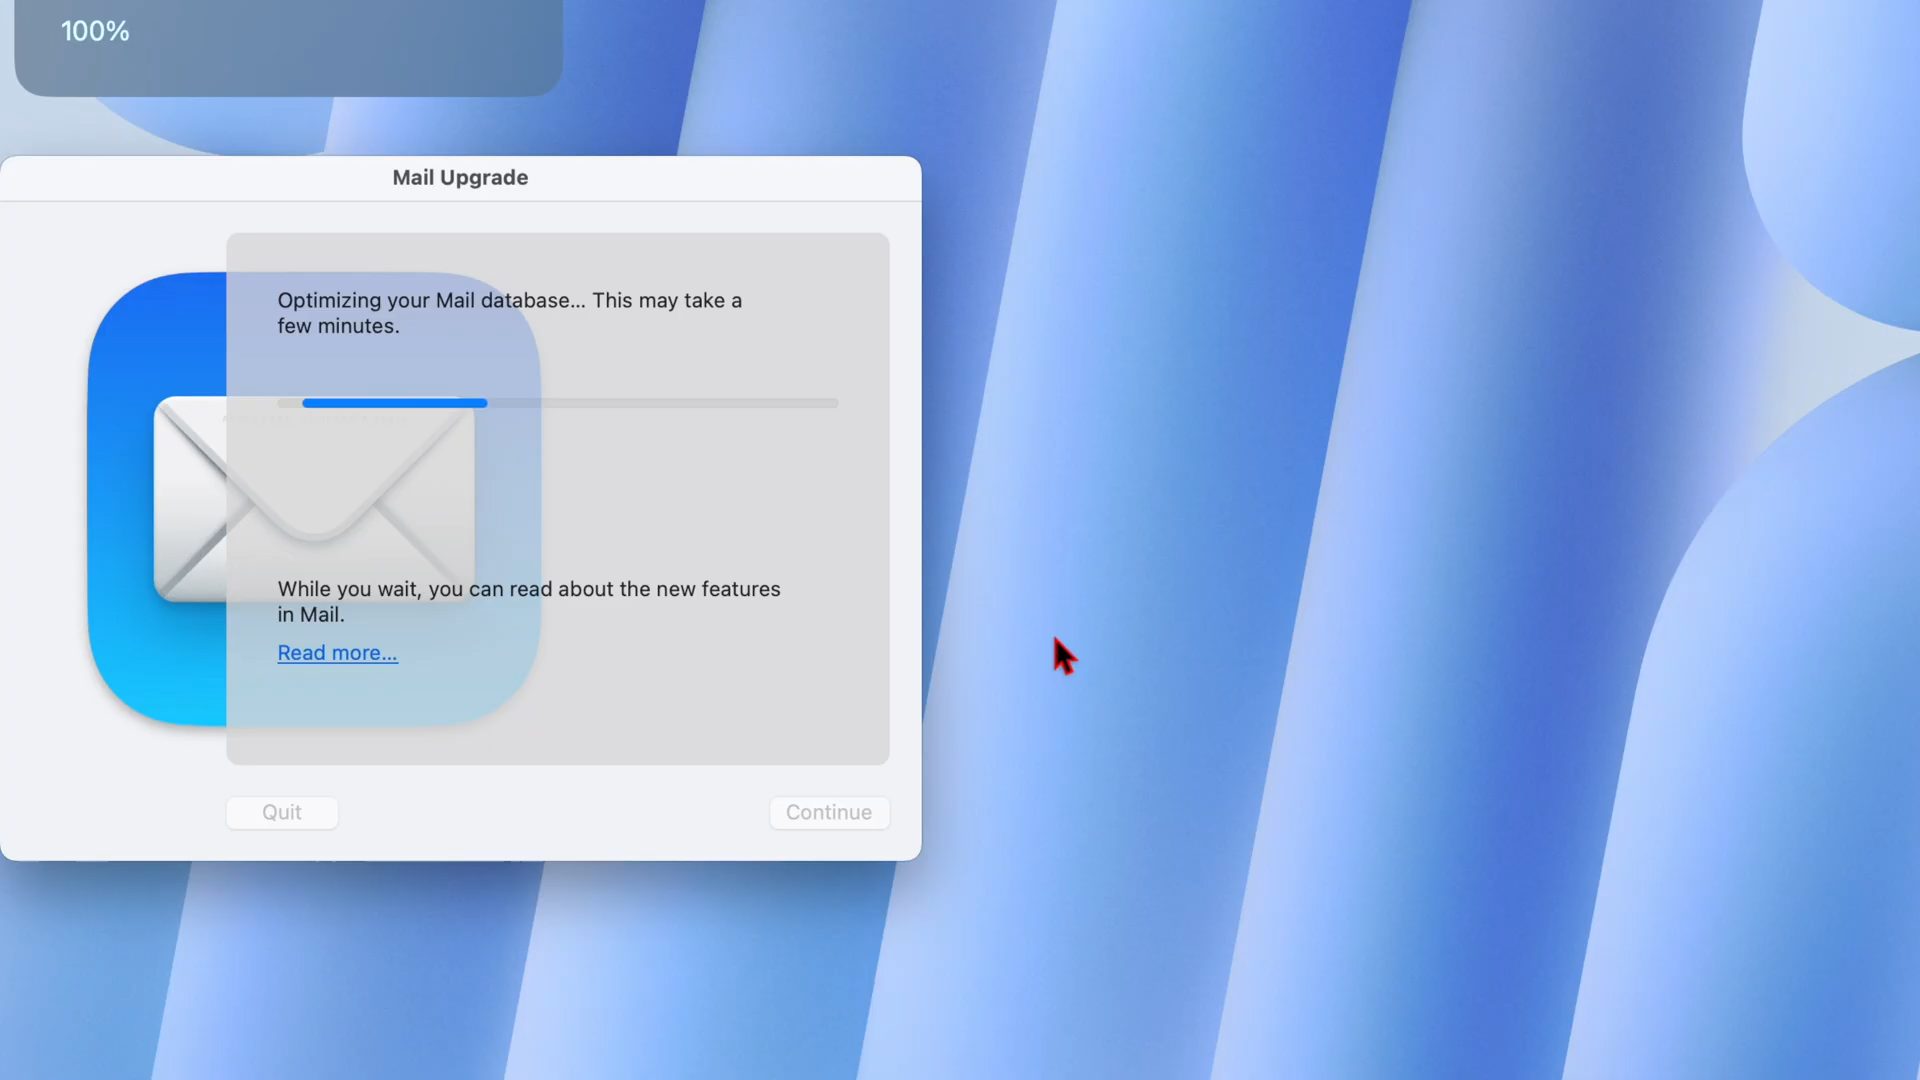 100%
Mail Upgrade
Optimizing your Mail database... This may take a
few minutes.
While you wait, you can read about the new features
in Mail.
Read more...
Quit
Continue